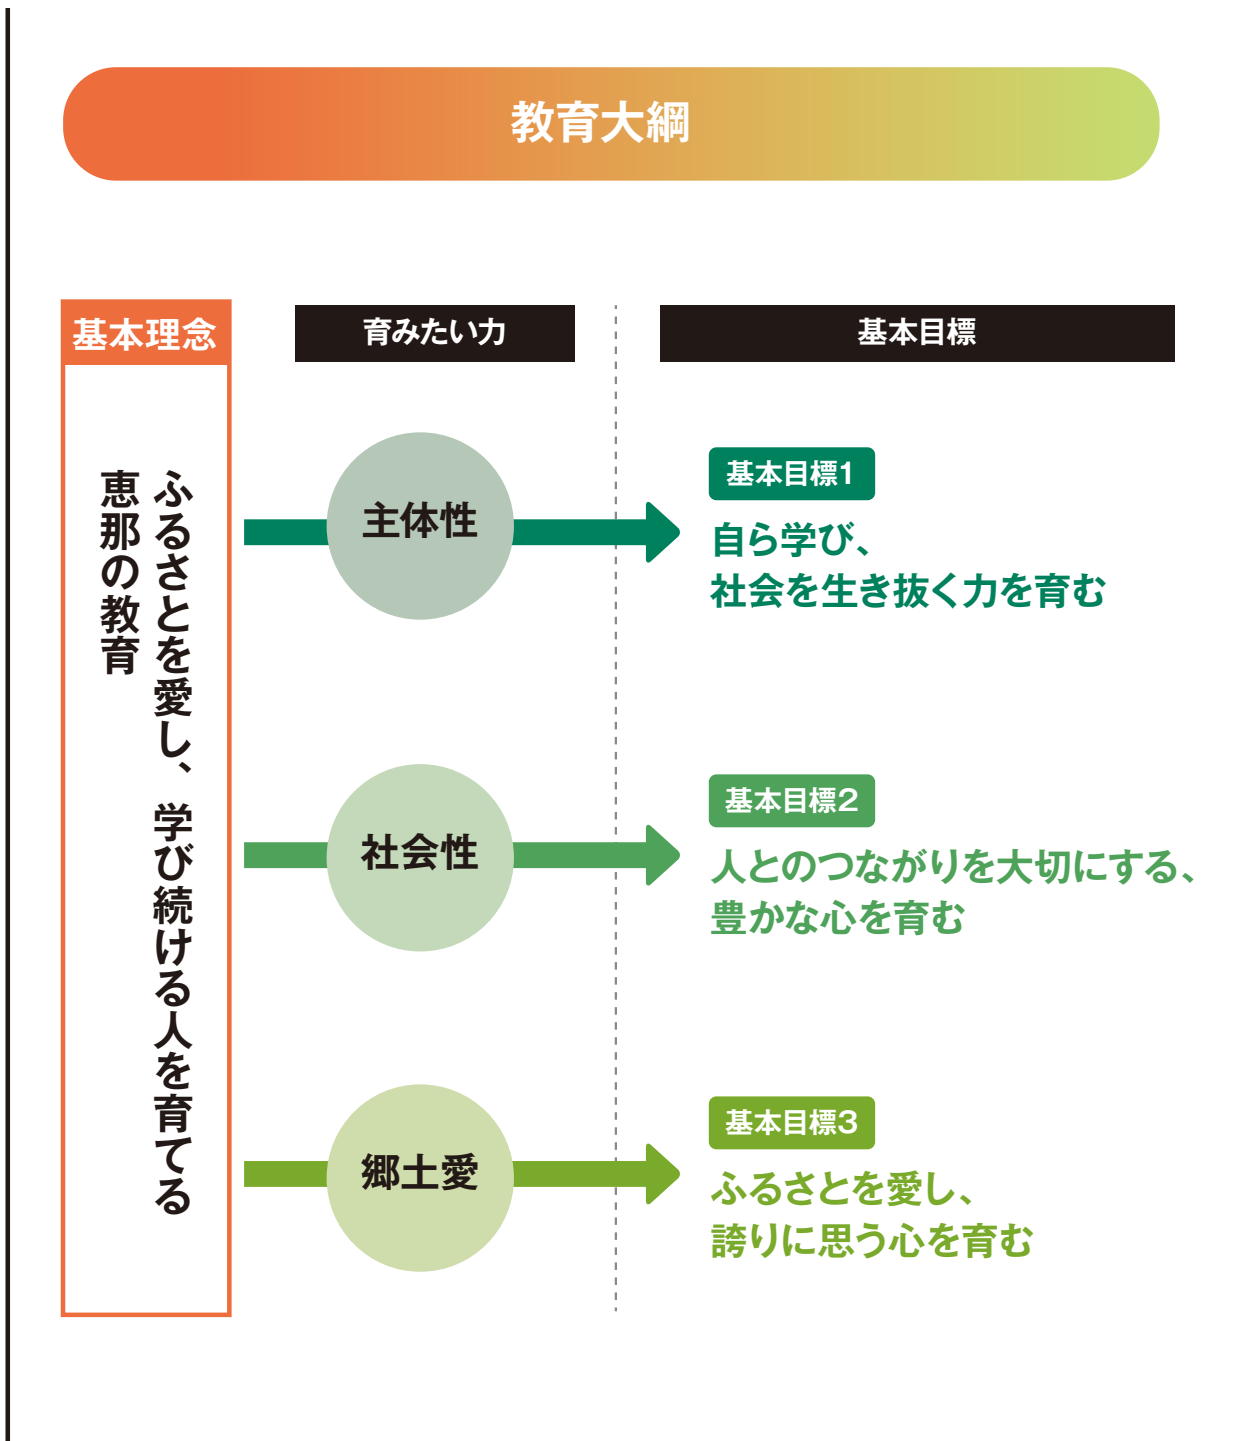 教育大綱
基本理念
ふるさとを愛し、学び続ける人を育てる
恵那の教育
育みたい力
基本目標
主体性
基本目標1
自ら学び、
社会を生き抜く力を育む
社会性
基本目標2
人とのつながりを大切にする、
豊かな心を育む
郷土愛
基本目標3
ふるさとを愛し、
誇りに思う心を育む